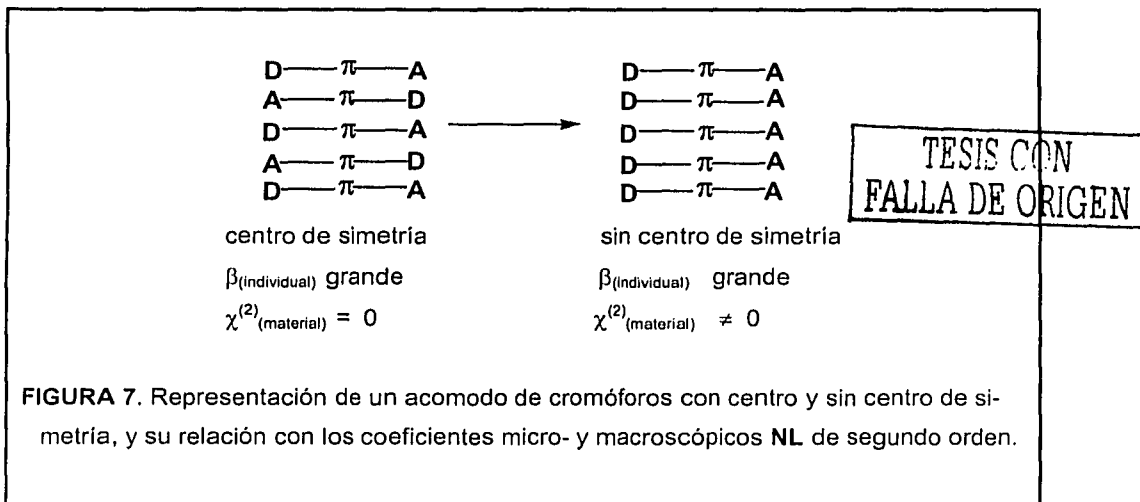 D—π—A D—π—A
A—π—D D—π—A
D—π—A D—π—A
A—π—D D—π—A
D—π—A D—π—A
TESIS CON
FALLA DE ORIGEN
centro de simetría sin centro de simetría
β(individual) grande β(individual) grande
χ(2)(material) = 0 χ(2)(material) ≠ 0
FIGURA 7. Representación de un acomodo de cromóforos con centro y sin centro de si-
metría, y su relación con los coeficientes micro- y macroscópicos NL de segundo orden.